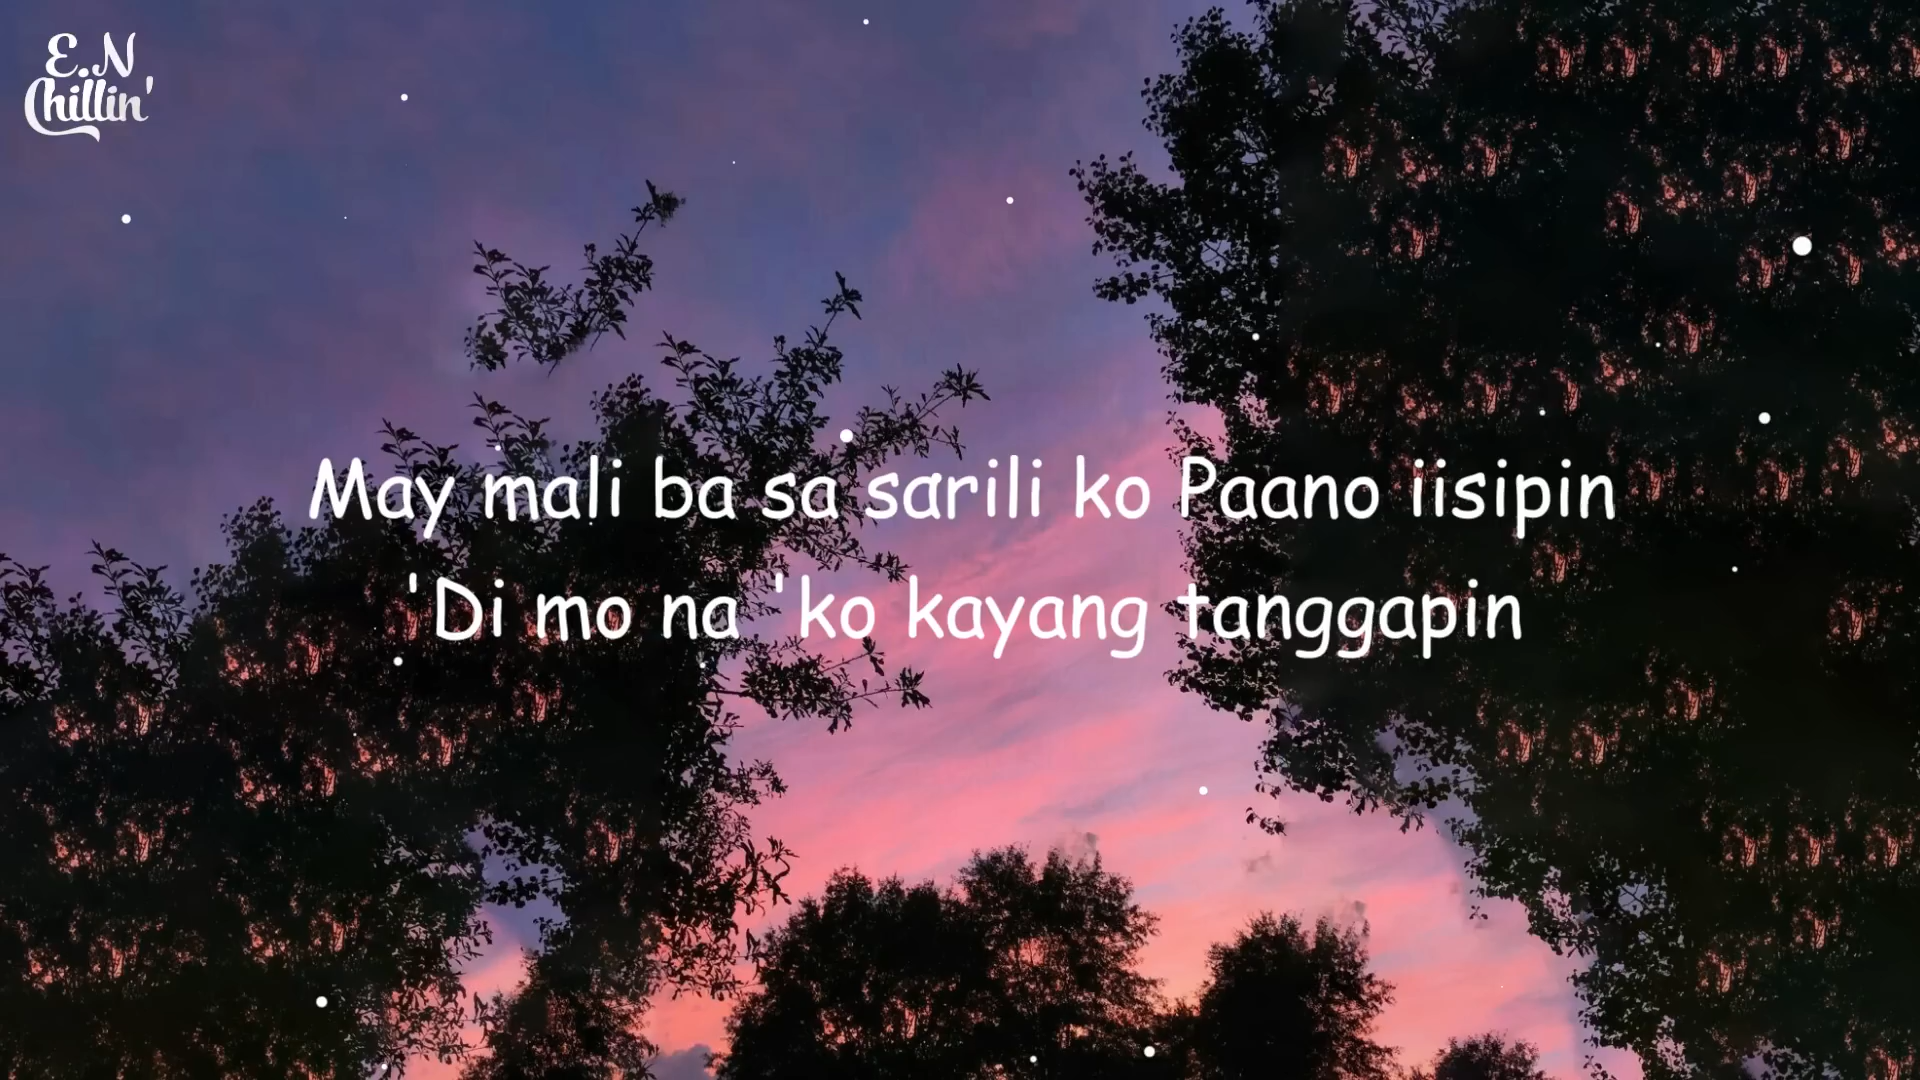 E.N
Chillin'
May mali ba sa sarili ko Paano iisipin
'Di mo na 'ko kayang tanggapin